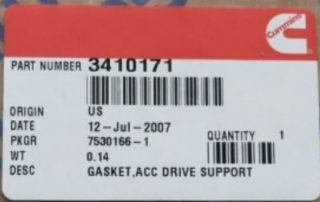 Cummins
PART NUMBER 3410171
ORIGIN US
DATE 12-Jul-2007
PKGR 7530166-1 QUANTITY 1
WT 0.14
DESC GASKET,ACC DRIVE SUPPORT